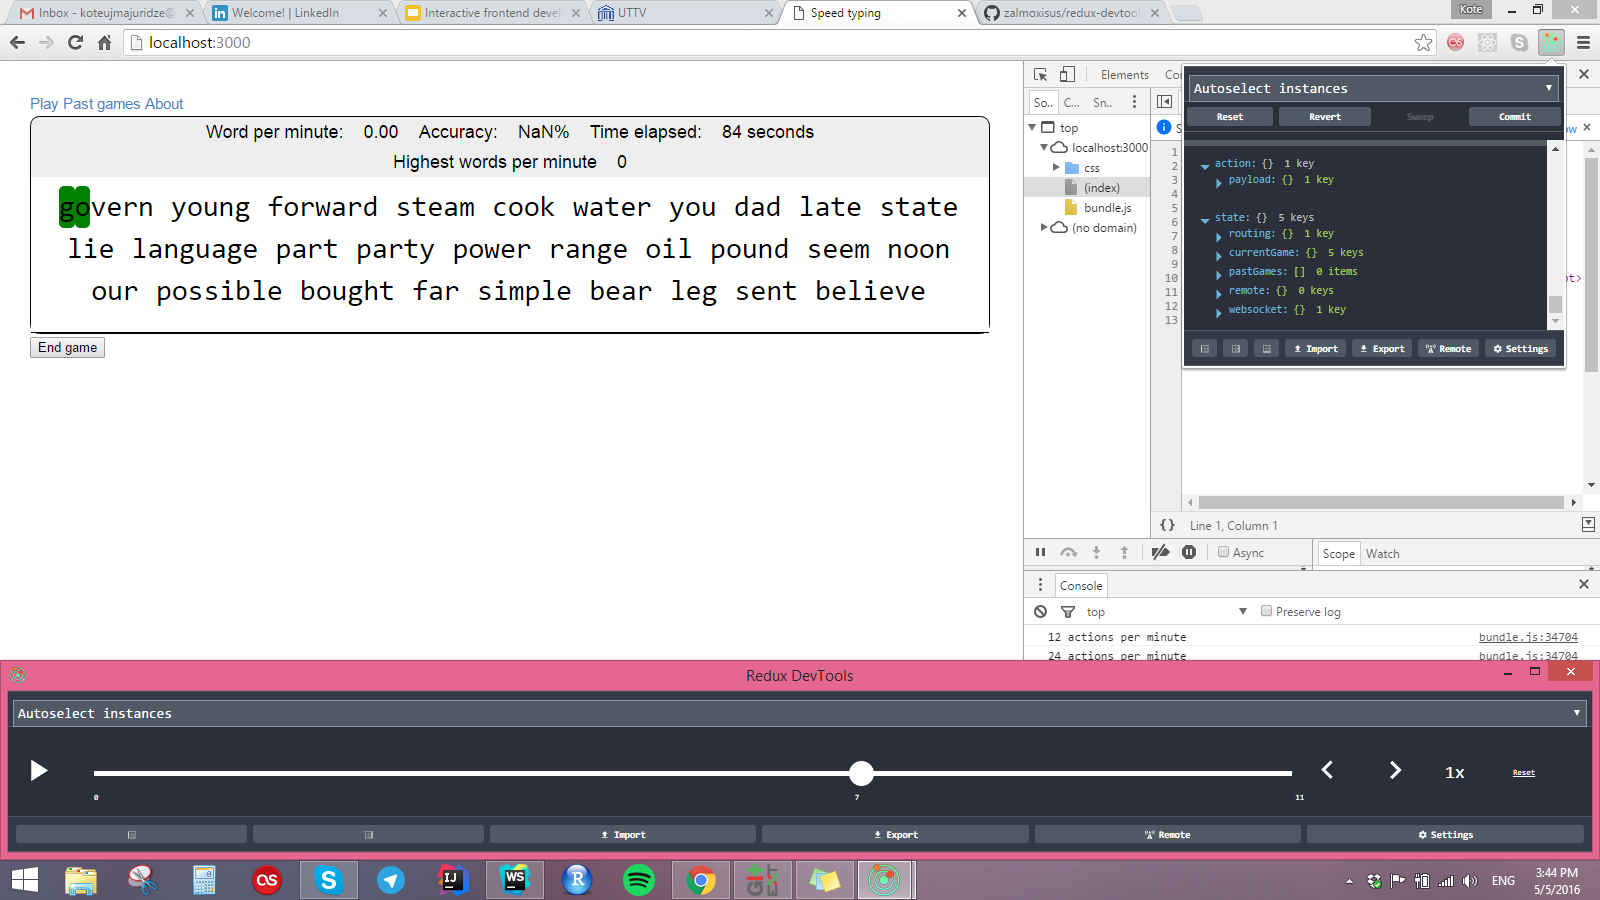 Inbox - koteujmajuridze@
Welcome! | LinkedIn
Interactive frontend deve
UTTV
Speed typing
zalmoxisus/redux-devtool
Kote
localhost:3000
Play Past games About
Word per minute: 0.00 Accuracy: NaN% Time elapsed: 84 seconds
Highest words per minute 0
govern young forward steam cook water you dad late state
lie language part party power range oil pound seem noon
our possible bought far simple bear leg sent believe
End game
Elements Co
So... C... Sn...
top
localhost:3000
css
(index)
bundle.js
(no domain)
S
ow
1
2
3
4
5
6
7
8
9
10
11
12
13
ot>
Autoselect instances
Reset Revert Sweep Commit
action: {} 1 key
payload: {} 1 key
state: {} 5 keys
routing: {} 1 key
currentGame: {} 5 keys
pastGames: [] 0 items
remote: {} 0 keys
websocket: {} 1 key
Import Export Remote Settings
{} Line 1, Column 1
Async
Scope Watch
Console
top Preserve log
12 actions per minute bundle.js:34704
24 actions per minute bundle.js:34704
Redux DevTools
Autoselect instances
1x Reset
0 7 11
Import Export Remote Settings
ENG
3:44 PM
5/5/2016